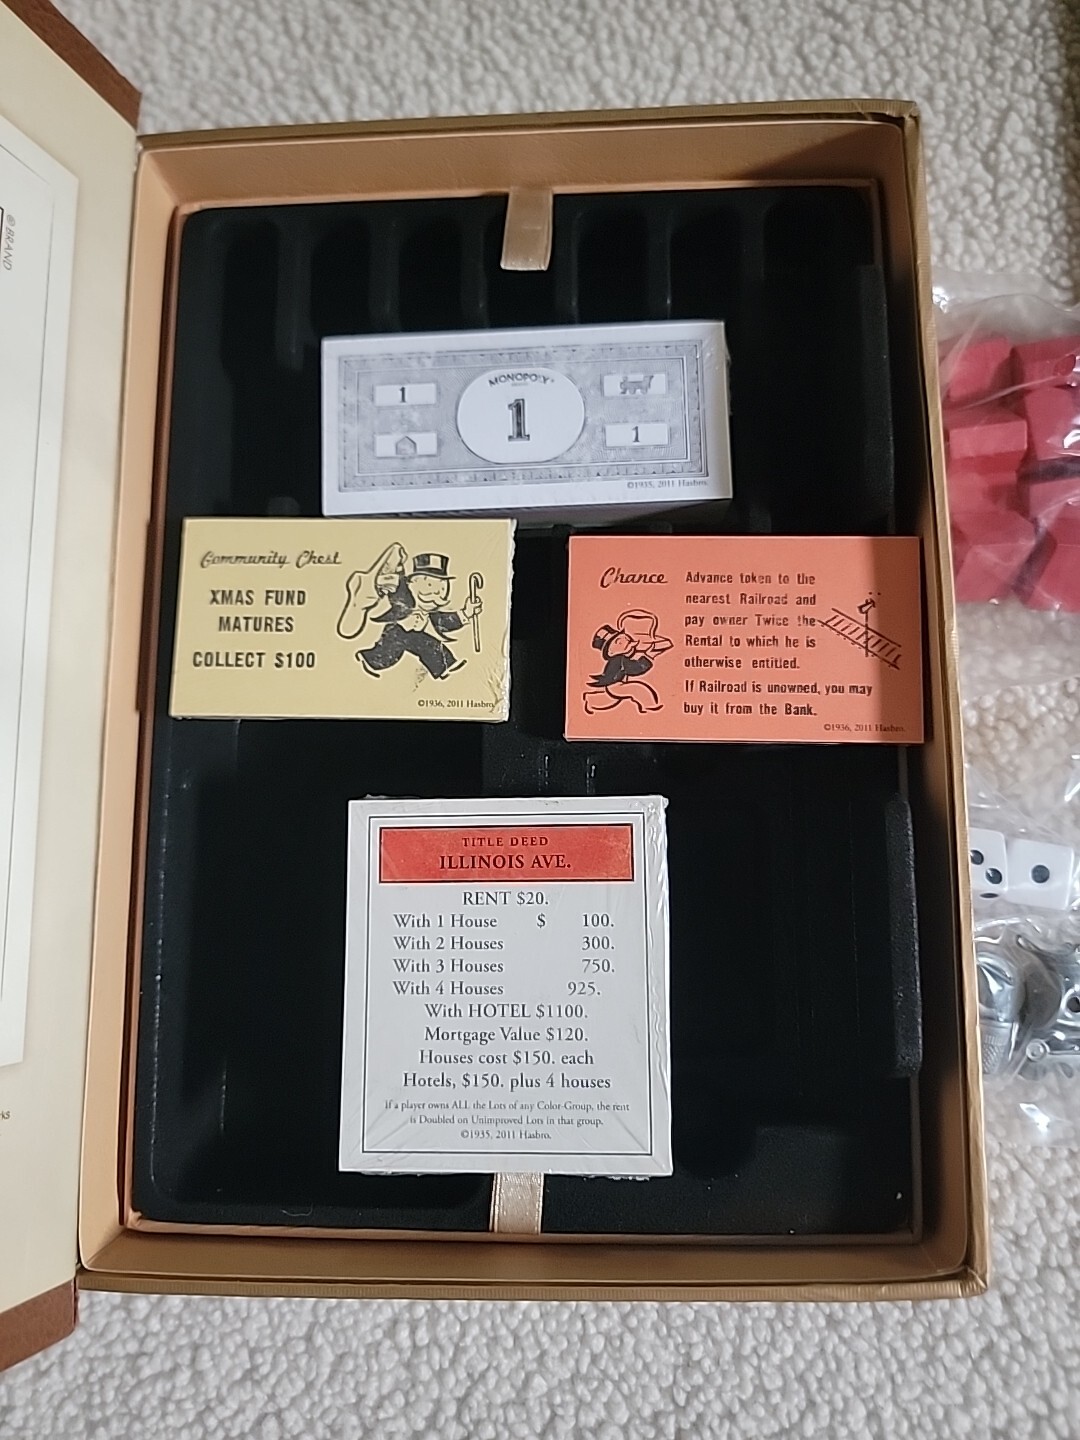 © BRAND
MONOPOLY®
1
1
1
©1935, 2011 Hasbro.
Community Chest
XMAS FUND
MATURES
COLLECT $100
©1936, 2011 Hasbro.
Chance
Advance token to the
nearest Railroad and
pay owner Twice the
Rental to which he is
otherwise entitled.
If Railroad is unowned, you may
buy it from the Bank.
©1936, 2011 Hasbro.
TITLE DEED
ILLINOIS AVE.
RENT $20.
With 1 House $ 100.
With 2 Houses 300.
With 3 Houses 750.
With 4 Houses 925.
With HOTEL $1100.
Mortgage Value $120.
Houses cost $150. each
Hotels, $150. plus 4 houses
If a player owns ALL the Lots of any Color-Group, the rent
is Doubled on Unimproved Lots in that group.
©1935, 2011 Hasbro.